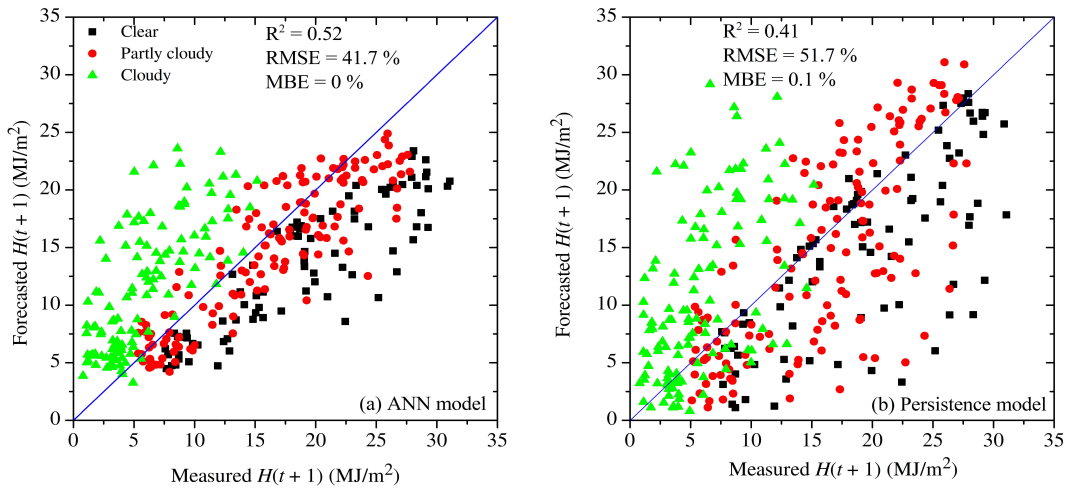 Clear
Partly cloudy
Cloudy
R² = 0.52
RMSE = 41.7 %
MBE = 0 %
35
30
25
20
15
10
5
0
Forecasted H(t + 1) (MJ/m²)
(a) ANN model
0 5 10 15 20 25 30 35
Measured H(t + 1) (MJ/m²)
R² = 0.41
RMSE = 51.7 %
MBE = 0.1 %
35
30
25
20
15
10
5
0
Forecasted H(t + 1) (MJ/m²)
(b) Persistence model
0 5 10 15 20 25 30 35
Measured H(t + 1) (MJ/m²)